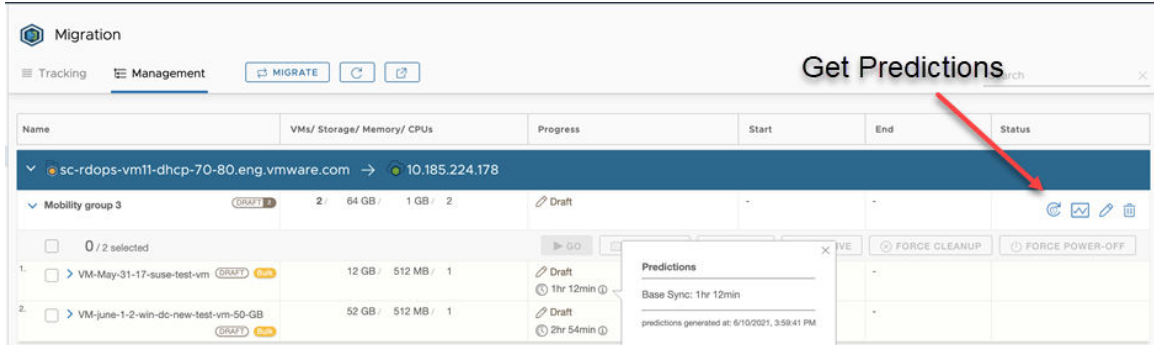 Migration
Tracking
Management
MIGRATE
Get Predictions
arch
Name
VMs/ Storage/ Memory/ CPUs
Progress
Start
End
Status
sc-rdops-vm11-dhcp-70-80.eng.vmware.com → 10.185.224.178
Mobility group 3
DRAFT 2
2 / 64 GB / 1 GB / 2
Draft
-
-
0 / 2 selected
GO
IVE
FORCE CLEANUP
FORCE POWER-OFF
1.
VM-May-31-17-suse-test-vm
DRAFT
Bulk
12 GB / 512 MB / 1
Draft
1hr 12min
-
Predictions
Base Sync: 1hr 12min
predictions generated at: 6/10/2021, 3:59:41 PM
2.
VM-june-1-2-win-dc-new-test-vm-50-GB
DRAFT
Bulk
52 GB / 512 MB / 1
Draft
2hr 54min
-